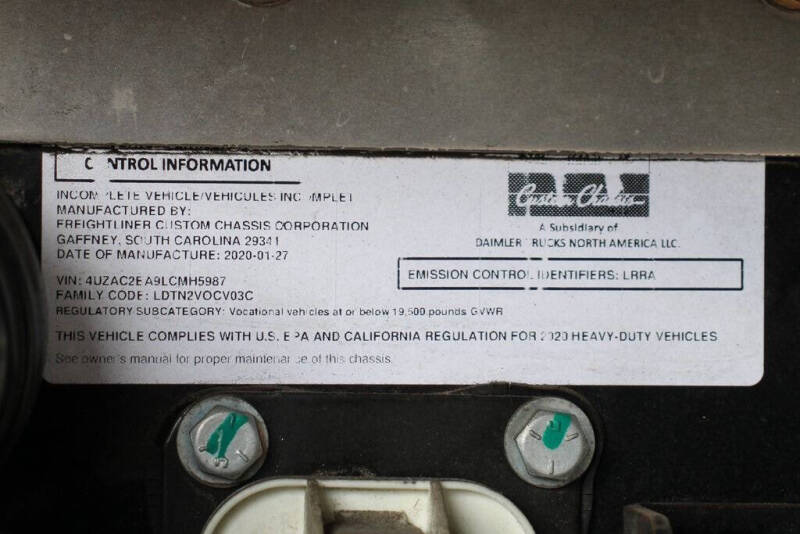 CONTROL INFORMATION
INCOMPLETE VEHICLE/VEHICULES INCOMPLET
MANUFACTURED BY:
FREIGHTLINER CUSTOM CHASSIS CORPORATION
GAFFNEY, SOUTH CAROLINA 29341
DATE OF MANUFACTURE: 2020-01-27
Custom Chassis
A Subsidiary of
DAIMLER TRUCKS NORTH AMERICA LLC.
EMISSION CONTROL IDENTIFIERS: LRRA
VIN: 4UZAC2EA9LCMH5987
FAMILY CODE: LDTN2VOCV03C
REGULATORY SUBCATEGORY: Vocational vehicles at or below 19,500 pounds GVWR
THIS VEHICLE COMPLIES WITH U.S. EPA AND CALIFORNIA REGULATION FOR 2020 HEAVY-DUTY VEHICLES
See owner's manual for proper maintenance of this chassis.